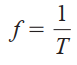 f = 1/T